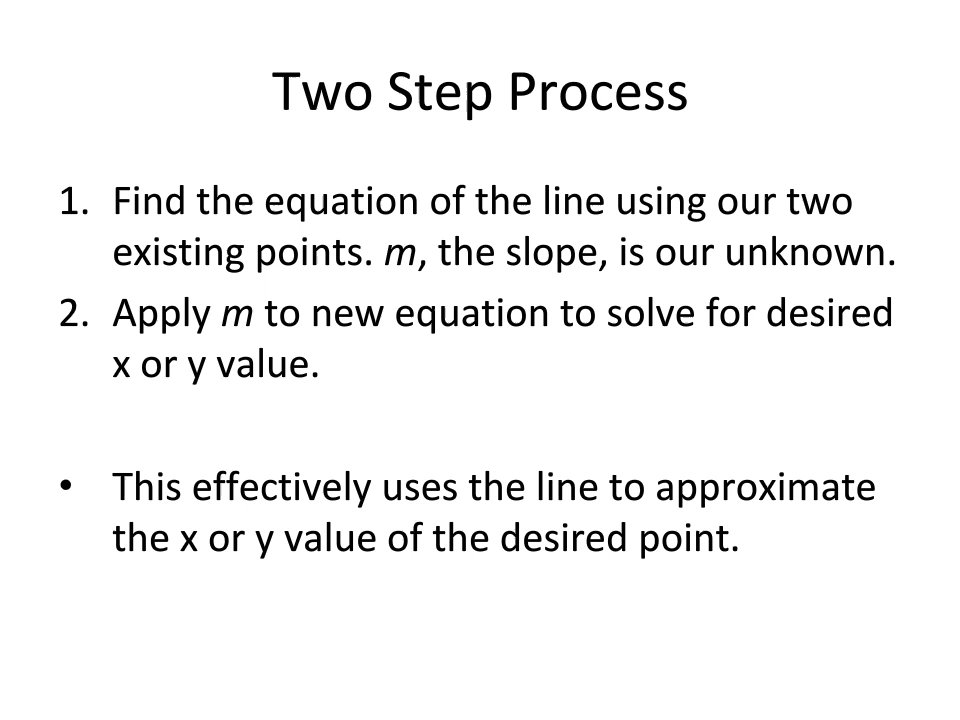 Two Step Process
1. Find the equation of the line using our two
existing points. m, the slope, is our unknown.
2. Apply m to new equation to solve for desired
x or y value.
• This effectively uses the line to approximate
the x or y value of the desired point.